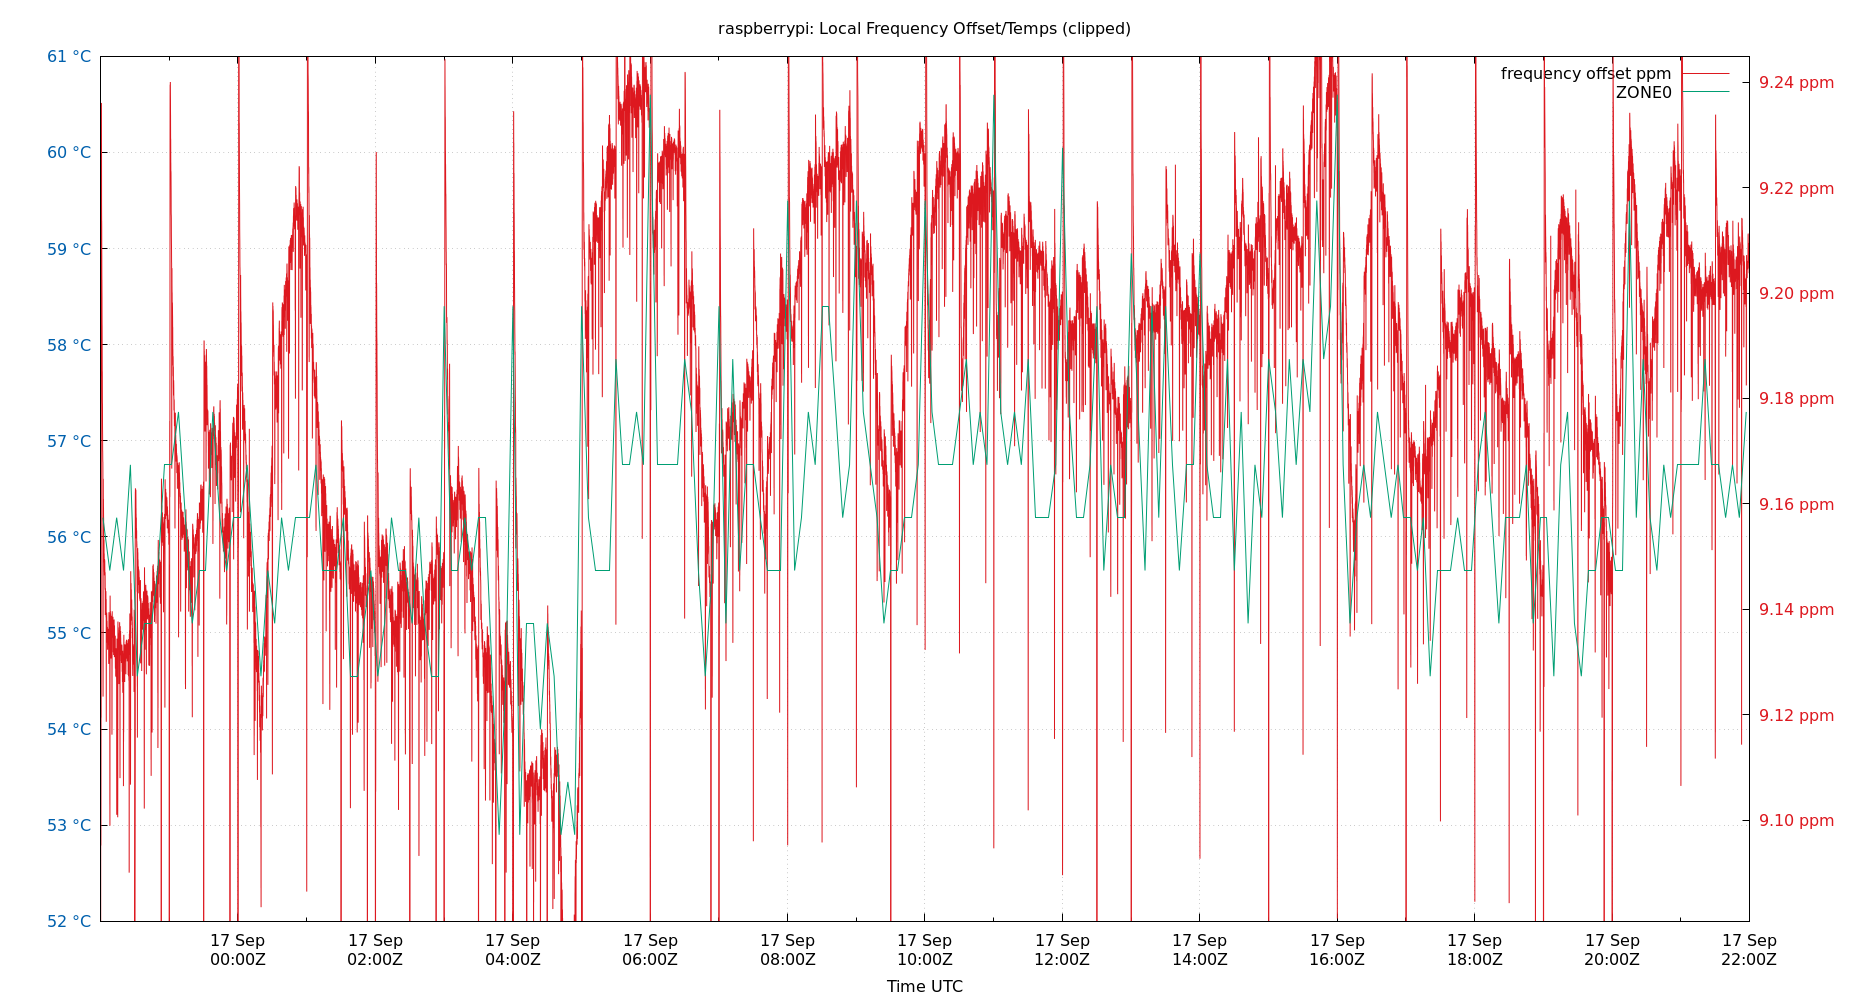 raspberrypi: Local Frequency Offset/Temps (clipped)
61 °C
60 °C
59 °C
58 °C
57 °C
56 °C
55 °C
54 °C
53 °C
52 °C
frequency offset ppm
ZONE0
9.24 ppm
9.22 ppm
9.20 ppm
9.18 ppm
9.16 ppm
9.14 ppm
9.12 ppm
9.10 ppm
17 Sep
00:00Z
17 Sep
02:00Z
17 Sep
04:00Z
17 Sep
06:00Z
17 Sep
08:00Z
17 Sep
10:00Z
17 Sep
12:00Z
17 Sep
14:00Z
17 Sep
16:00Z
17 Sep
18:00Z
17 Sep
20:00Z
17 Sep
22:00Z
Time UTC